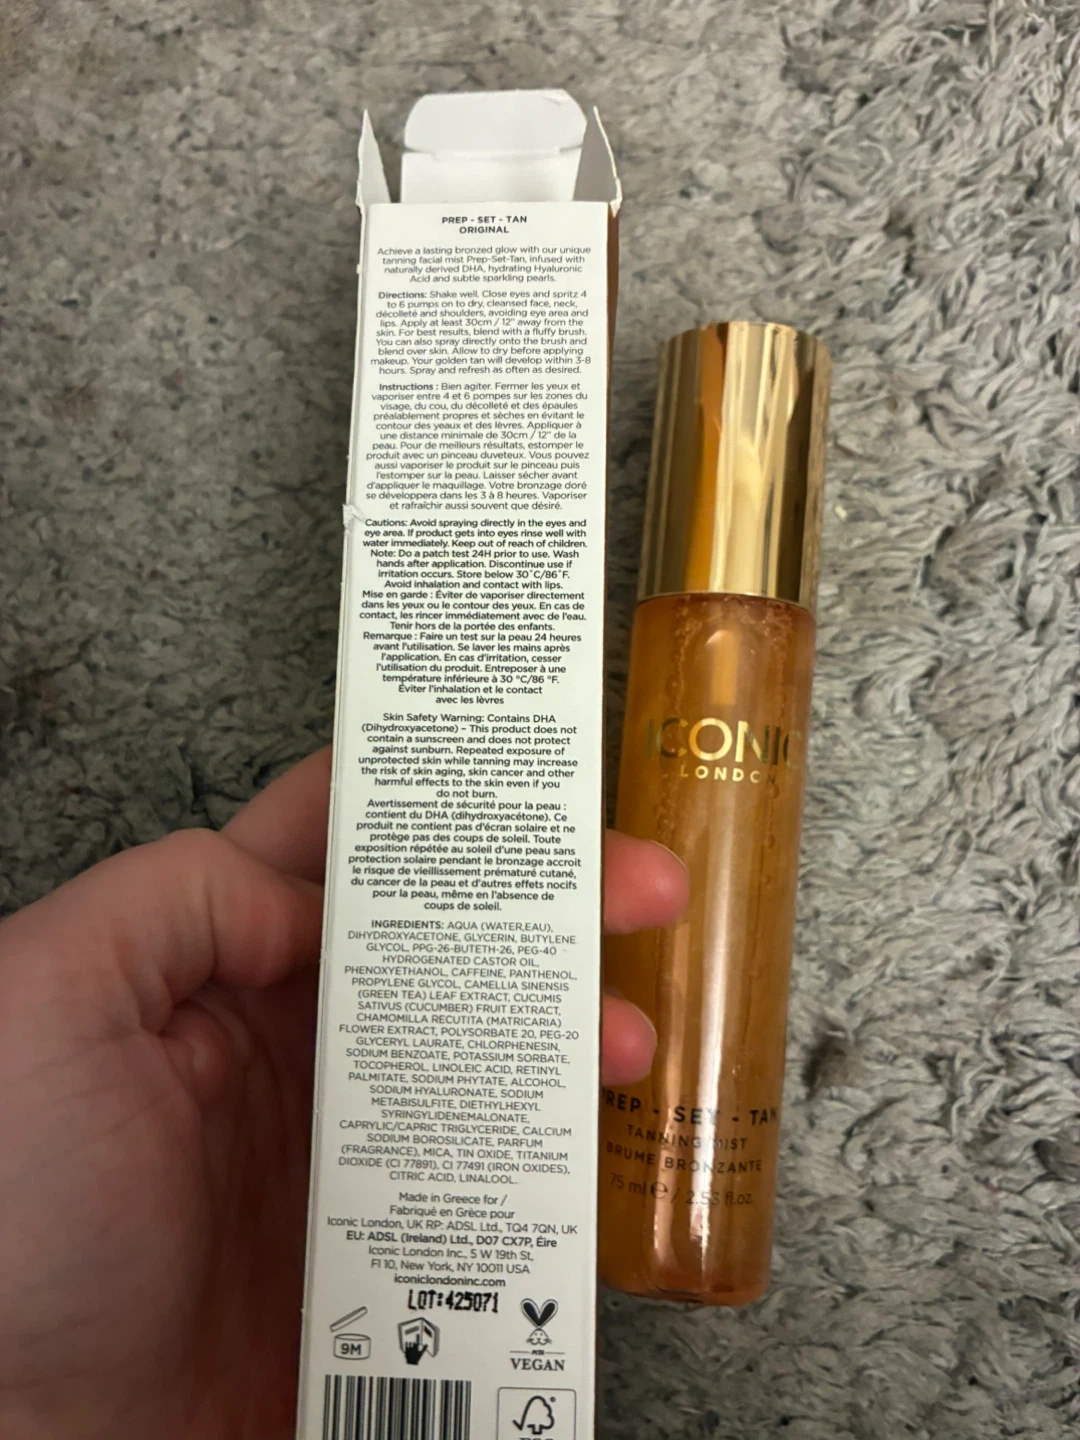 PREP - SET - TAN
ORIGINAL
Achieve a lasting bronzed glow with our unique
tanning facial mist Prep-Set-Tan, infused with
naturally derived DHA, hydrating Hyaluronic
Acid and subtle sparkling pearls.
Directions: Shake well. Close eyes and spritz 4
to 6 pumps on to dry, cleansed face, neck,
décolleté and shoulders, avoiding eye area and
lips. Apply at least 30cm / 12" away from the
skin. For best results, blend with a fluffy brush.
You can also spray directly onto the brush and
blend over skin. Allow to dry before applying
makeup. Your golden tan will develop within 3-8
hours. Spray and refresh as often as desired.
Instructions : Bien agiter. Fermer les yeux et
vaporiser entre 4 et 6 pompes sur les zones du
visage, du cou, du décolleté et des épaules
préalablement propres et sèches en évitant le
contour des yeaux et des lèvres. Appliquer à
une distance minimale de 30cm / 12" de la
peau. Pour de meilleurs résultats, estomper le
produit avec un pinceau duveteux. Vous pouvez
aussi vaporiser le produit sur le pinceau puis
l'estomper sur la peau. Laisser sécher avant
d'appliquer le maquillage. Votre bronzage doré
se développera dans les 3 à 8 heures. Vaporiser
et rafraîchir aussi souvent que désiré.
Cautions: Avoid spraying directly in the eyes and
eye area. If product gets into eyes rinse well with
water immediately. Keep out of reach of children.
Note: Do a patch test 24H prior to use. Wash
hands after application. Discontinue use if
irritation occurs. Store below 30°C/86°F.
Avoid inhalation and contact with lips.
Mise en garde : Éviter de vaporiser directement
dans les yeux ou le contour des yeux. En cas de
contact, les rincer immédiatement avec de l'eau.
Tenir hors de la portée des enfants.
Remarque : Faire un test sur la peau 24 heures
avant l'utilisation. Se laver les mains après
l'application. En cas d'irritation, cesser
l'utilisation du produit. Entreposer à une
température inférieure à 30 °C/86 °F.
Éviter l'inhalation et le contact
avec les lèvres
Skin Safety Warning: Contains DHA
(Dihydroxyacetone) – This product does not
contain a sunscreen and does not protect
against sunburn. Repeated exposure of
unprotected skin while tanning may increase
the risk of skin aging, skin cancer and other
harmful effects to the skin even if you
do not burn.
Avertissement de sécurité pour la peau :
contient du DHA (dihydroxyacétone). Ce
produit ne contient pas d'écran solaire et ne
protège pas des coups de soleil. Toute
exposition répétée au soleil d'une peau sans
protection solaire pendant le bronzage accroit
le risque de vieillissement prématuré cutané,
du cancer de la peau et d'autres effets nocifs
pour la peau, même en l'absence de
coups de soleil.
INGREDIENTS: AQUA (WATER,EAU),
DIHYDROXYACETONE, GLYCERIN, BUTYLENE
GLYCOL, PPG-26-BUTETH-26, PEG-40
HYDROGENATED CASTOR OIL,
PHENOXYETHANOL, CAFFEINE, PANTHENOL,
PROPYLENE GLYCOL, CAMELLIA SINENSIS
(GREEN TEA) LEAF EXTRACT, CUCUMIS
SATIVUS (CUCUMBER) FRUIT EXTRACT,
CHAMOMILLA RECUTITA (MATRICARIA)
FLOWER EXTRACT, POLYSORBATE 20, PEG-20
GLYCERYL LAURATE, CHLORPHENESIN,
SODIUM BENZOATE, POTASSIUM SORBATE,
TOCOPHEROL, LINOLEIC ACID, RETINYL
PALMITATE, SODIUM PHYTATE, ALCOHOL,
SODIUM HYALURONATE, SODIUM
METABISULFITE, DIETHYLHEXYL
SYRINGYLIDENEMALONATE,
CAPRYLIC/CAPRIC TRIGLYCERIDE, CALCIUM
SODIUM BOROSILICATE, PARFUM
(FRAGRANCE), MICA, TIN OXIDE, TITANIUM
DIOXIDE (CI 77891), CI 77491 (IRON OXIDES),
CITRIC ACID, LINALOOL.
Made in Greece for /
Fabriqué en Grèce pour
Iconic London, UK RP: ADSL Ltd., TQ4 7QN, UK
EU: ADSL (Ireland) Ltd., D07 CX7P, Éire
Iconic London Inc., 5 W 19th St,
Fl 10, New York, NY 10011 USA
iconiclondoninc.com
LOT:425071
9M
VEGAN
ICONIC
LONDON
PREP - SET - TAN
TANNING MIST
BRUME BRONZANTE
75 ml e / 2.53 fl.oz.